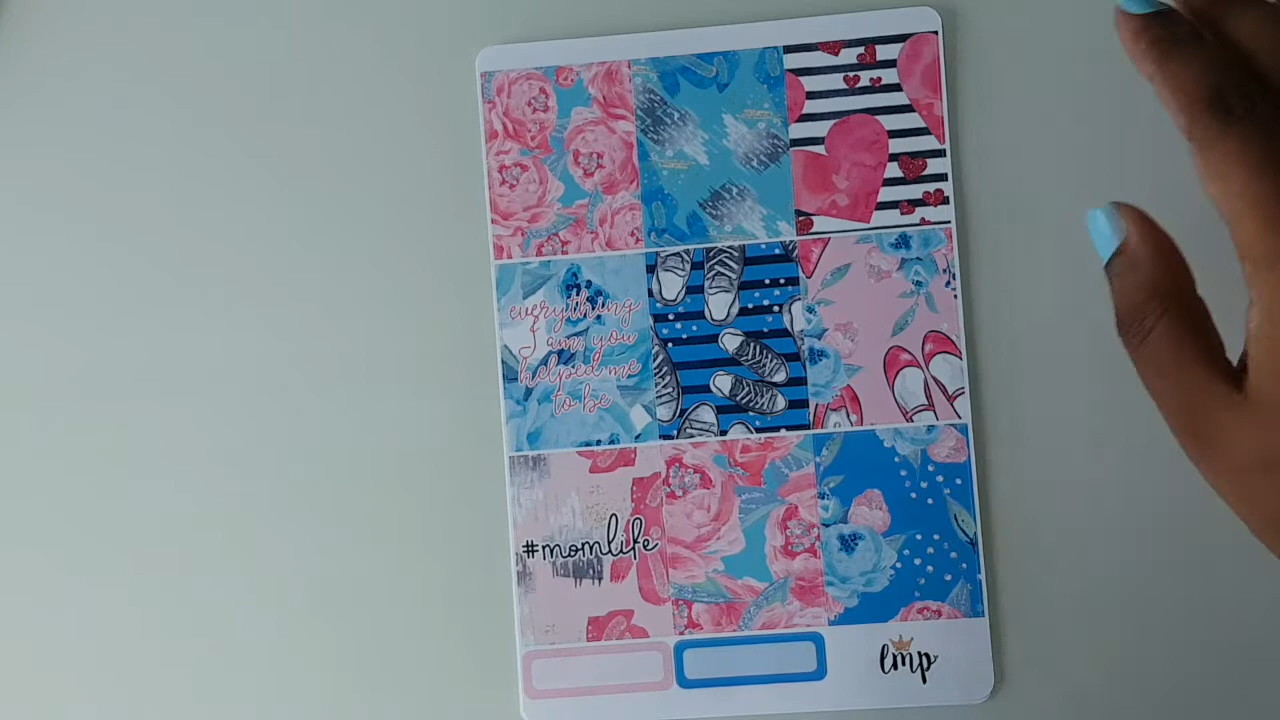 everything
I am, you
helped me
to be
#momlife
lmp